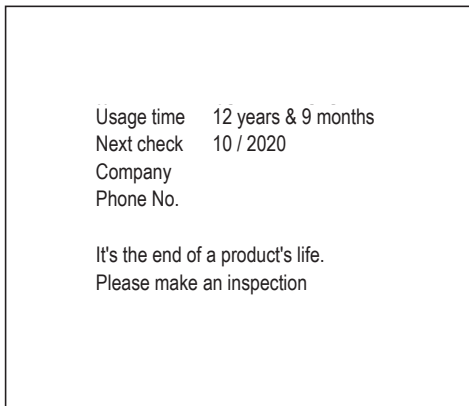 Usage time 12 years & 9 months
Next check 10 / 2020
Company
Phone No.
It's the end of a product's life.
Please make an inspection